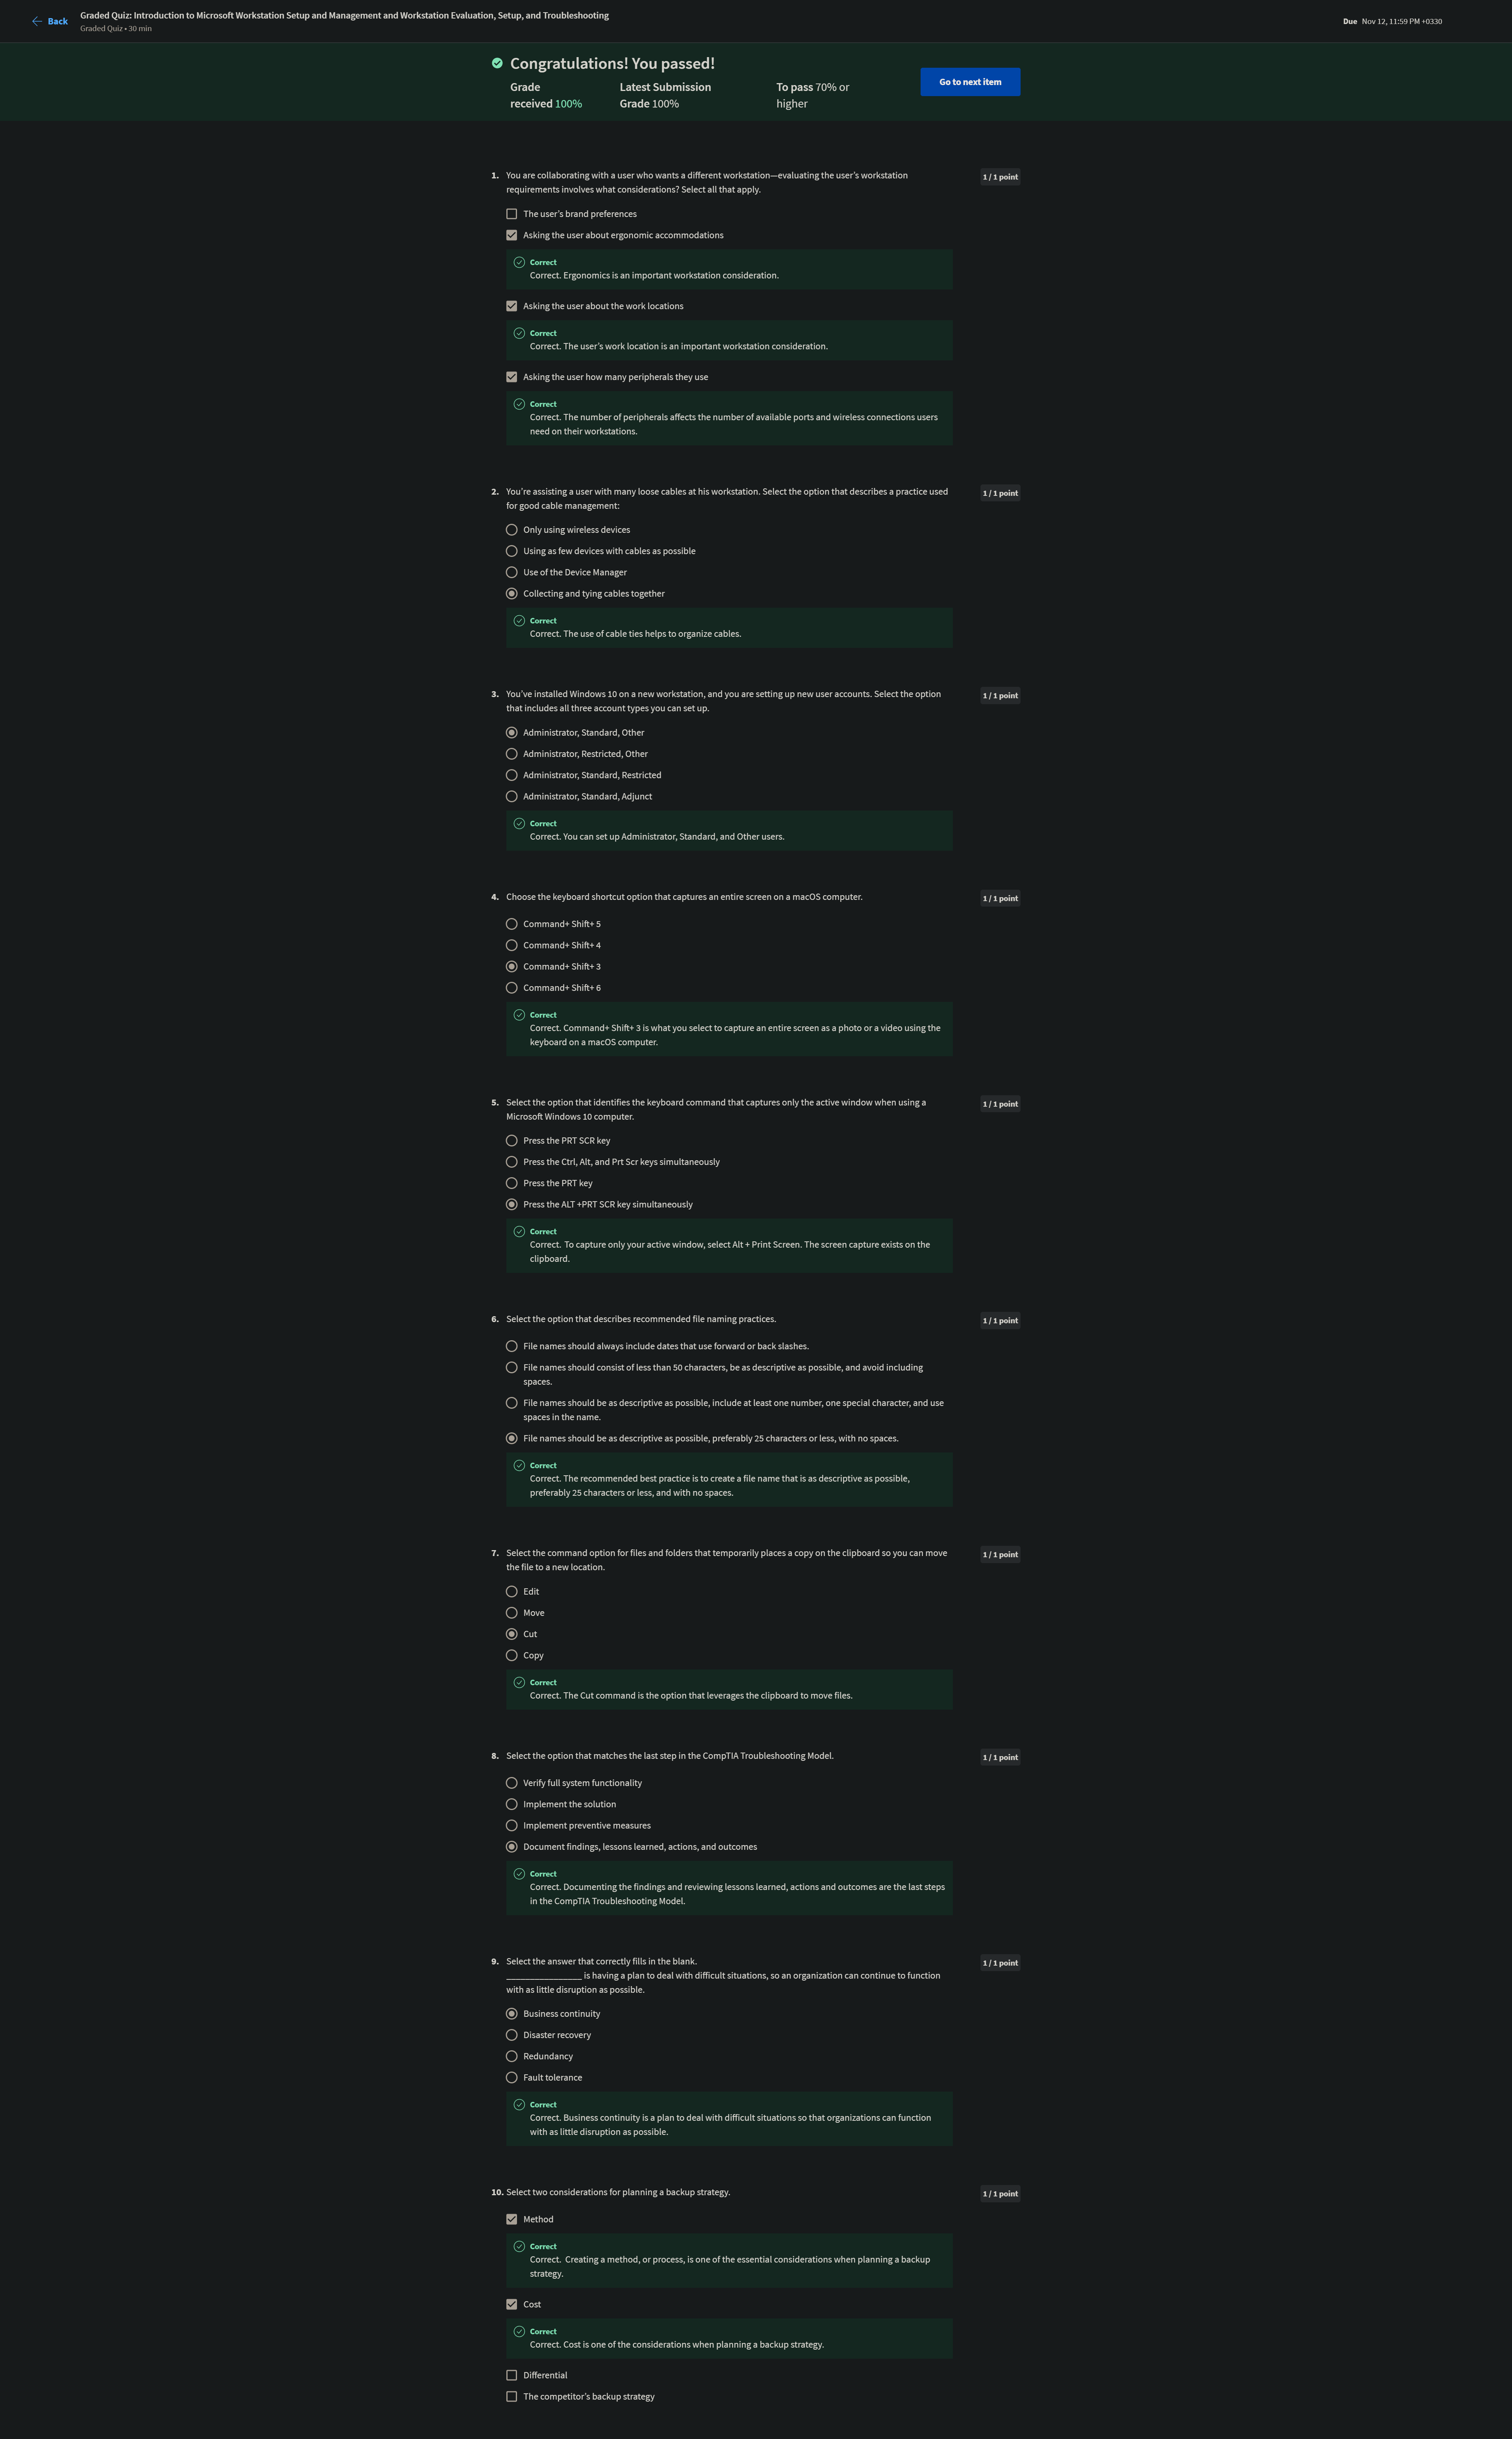 Back
Graded Quiz: Introduction to Microsoft Workstation Setup and Management and Workstation Evaluation, Setup, and Troubleshooting
Graded Quiz • 30 min
Due Nov 12, 11:59 PM +0330
Congratulations! You passed!
Grade
received 100%
Latest Submission
Grade 100%
To pass 70% or
higher
Go to next item
1. You are collaborating with a user who wants a different workstation—evaluating the user's workstation
requirements involves what considerations? Select all that apply.
1 / 1 point
The user's brand preferences
Asking the user about ergonomic accommodations
Correct
Correct. Ergonomics is an important workstation consideration.
Asking the user about the work locations
Correct
Correct. The user's work location is an important workstation consideration.
Asking the user how many peripherals they use
Correct
Correct. The number of peripherals affects the number of available ports and wireless connections users
need on their workstations.
2. You're assisting a user with many loose cables at his workstation. Select the option that describes a practice used
for good cable management:
1 / 1 point
Only using wireless devices
Using as few devices with cables as possible
Use of the Device Manager
Collecting and tying cables together
Correct
Correct. The use of cable ties helps to organize cables.
3. You've installed Windows 10 on a new workstation, and you are setting up new user accounts. Select the option
that includes all three account types you can set up.
1 / 1 point
Administrator, Standard, Other
Administrator, Restricted, Other
Administrator, Standard, Restricted
Administrator, Standard, Adjunct
Correct
Correct. You can set up Administrator, Standard, and Other users.
4. Choose the keyboard shortcut option that captures an entire screen on a macOS computer.
1 / 1 point
Command+ Shift+ 5
Command+ Shift+ 4
Command+ Shift+ 3
Command+ Shift+ 6
Correct
Correct. Command+ Shift+ 3 is what you select to capture an entire screen as a photo or a video using the
keyboard on a macOS computer.
5. Select the option that identifies the keyboard command that captures only the active window when using a
Microsoft Windows 10 computer.
1 / 1 point
Press the PRT SCR key
Press the Ctrl, Alt, and Prt Scr keys simultaneously
Press the PRT key
Press the ALT +PRT SCR key simultaneously
Correct
Correct. To capture only your active window, select Alt + Print Screen. The screen capture exists on the
clipboard.
6. Select the option that describes recommended file naming practices.
1 / 1 point
File names should always include dates that use forward or back slashes.
File names should consist of less than 50 characters, be as descriptive as possible, and avoid including
spaces.
File names should be as descriptive as possible, include at least one number, one special character, and use
spaces in the name.
File names should be as descriptive as possible, preferably 25 characters or less, with no spaces.
Correct
Correct. The recommended best practice is to create a file name that is as descriptive as possible,
preferably 25 characters or less, and with no spaces.
7. Select the command option for files and folders that temporarily places a copy on the clipboard so you can move
the file to a new location.
1 / 1 point
Edit
Move
Cut
Copy
Correct
Correct. The Cut command is the option that leverages the clipboard to move files.
8. Select the option that matches the last step in the CompTIA Troubleshooting Model.
1 / 1 point
Verify full system functionality
Implement the solution
Implement preventive measures
Document findings, lessons learned, actions, and outcomes
Correct
Correct. Documenting the findings and reviewing lessons learned, actions and outcomes are the last steps
in the CompTIA Troubleshooting Model.
9. Select the answer that correctly fills in the blank.
________________ is having a plan to deal with difficult situations, so an organization can continue to function
with as little disruption as possible.
1 / 1 point
Business continuity
Disaster recovery
Redundancy
Fault tolerance
Correct
Correct. Business continuity is a plan to deal with difficult situations so that organizations can function
with as little disruption as possible.
10. Select two considerations for planning a backup strategy.
1 / 1 point
Method
Correct
Correct. Creating a method, or process, is one of the essential considerations when planning a backup
strategy.
Cost
Correct
Correct. Cost is one of the considerations when planning a backup strategy.
Differential
The competitor's backup strategy